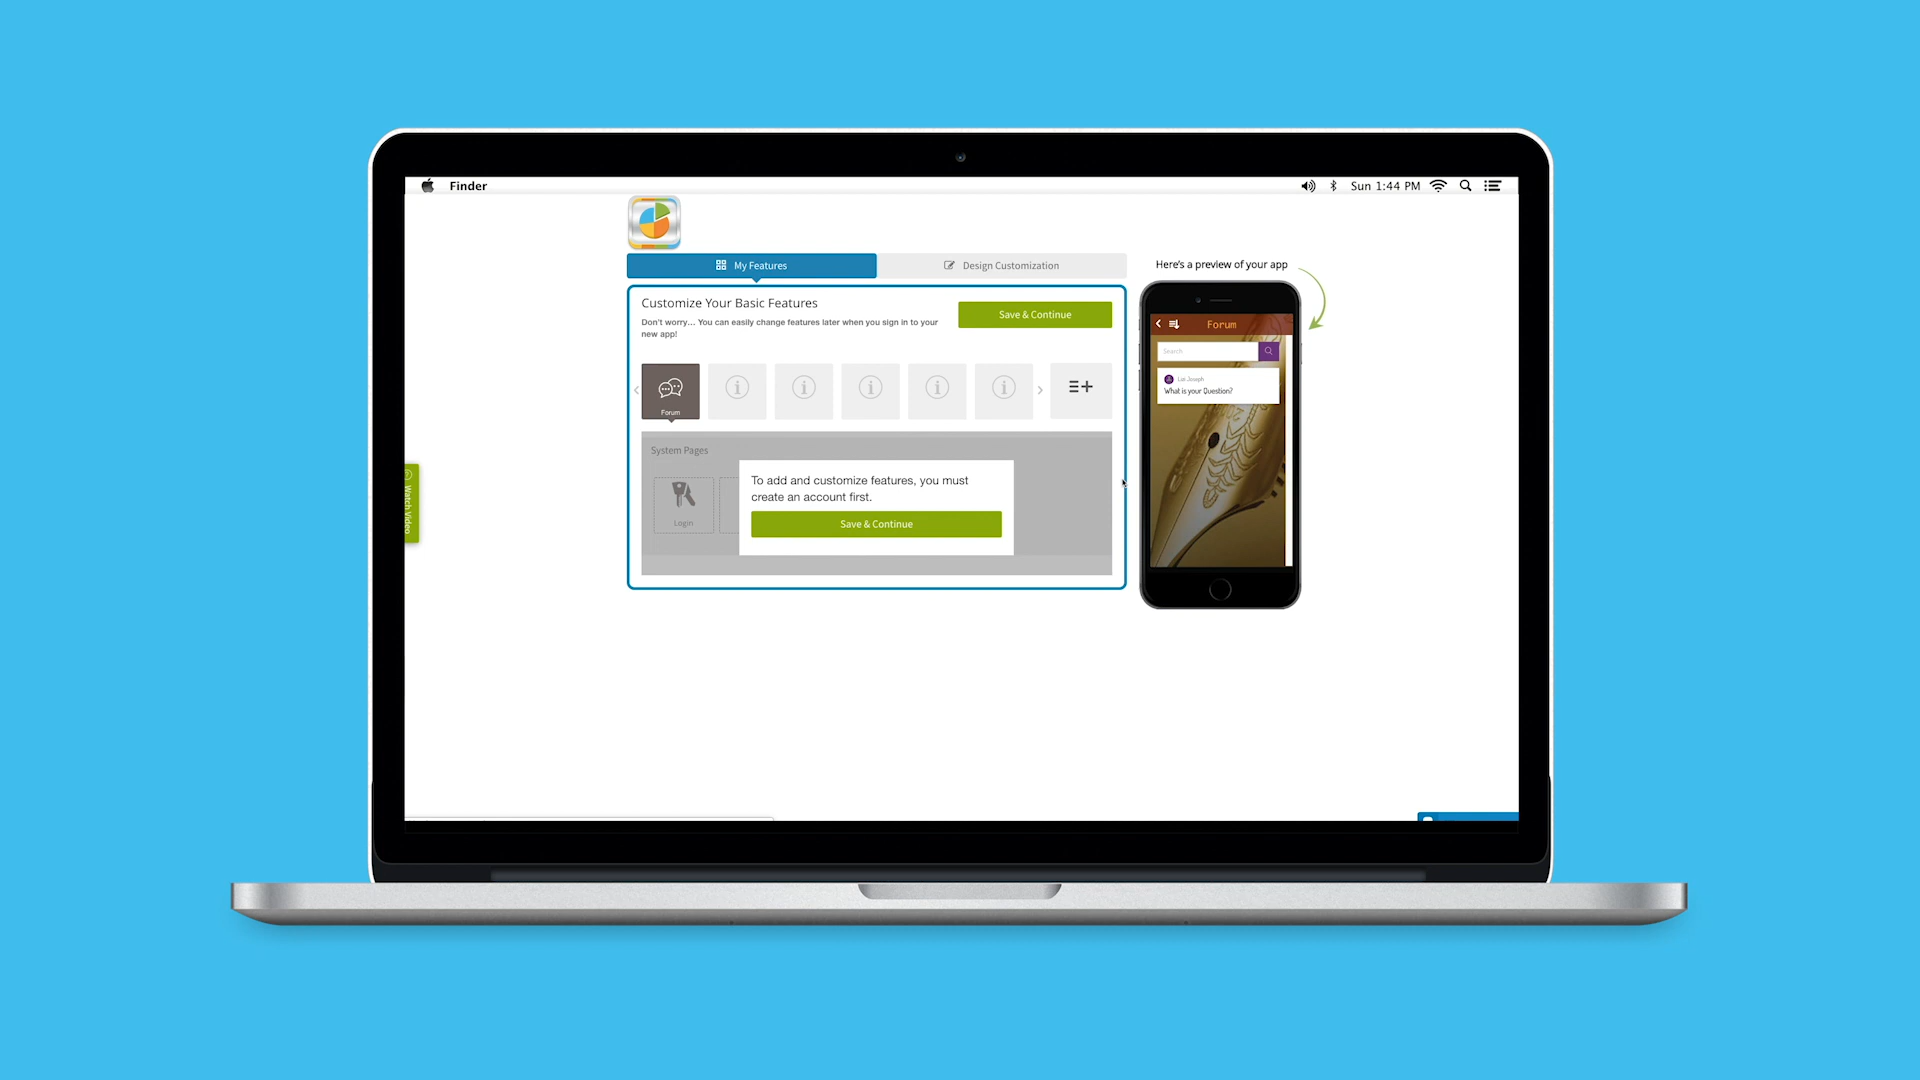 Finder
Sun 1:44 PM
My Features
Design Customization
Here's a preview of your app
Customize Your Basic Features
Save & Continue
Don't worry... You can easily change features later when you sign in to your
new app!
Forum
Search
Liat Joseph
What is your Question?
Forum
System Pages
To add and customize features, you must
create an account first.
Save & Continue
Login
Watch Video